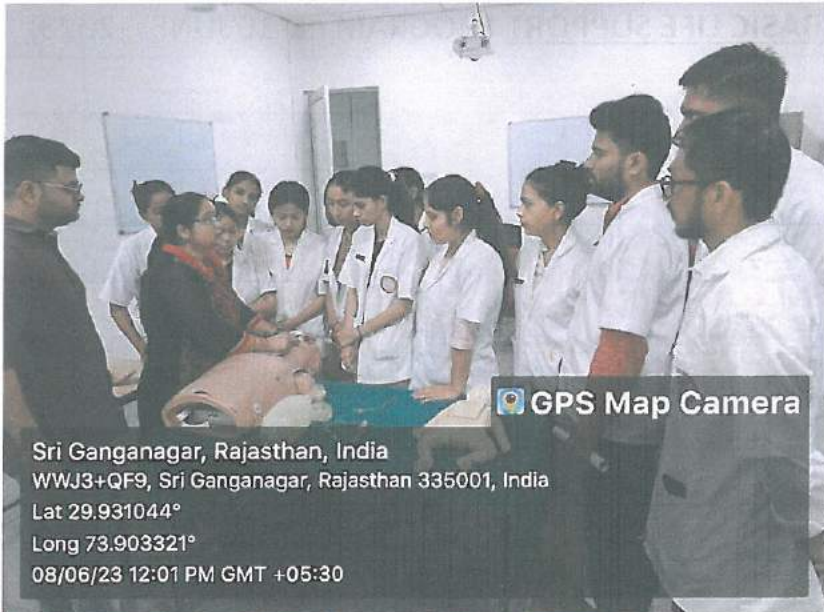 GPS Map Camera
Sri Ganganagar, Rajasthan, India
WWJ3+QF9, Sri Ganganagar, Rajasthan 335001, India
Lat 29.931044°
Long 73.903321°
08/06/23 12:01 PM GMT +05:30